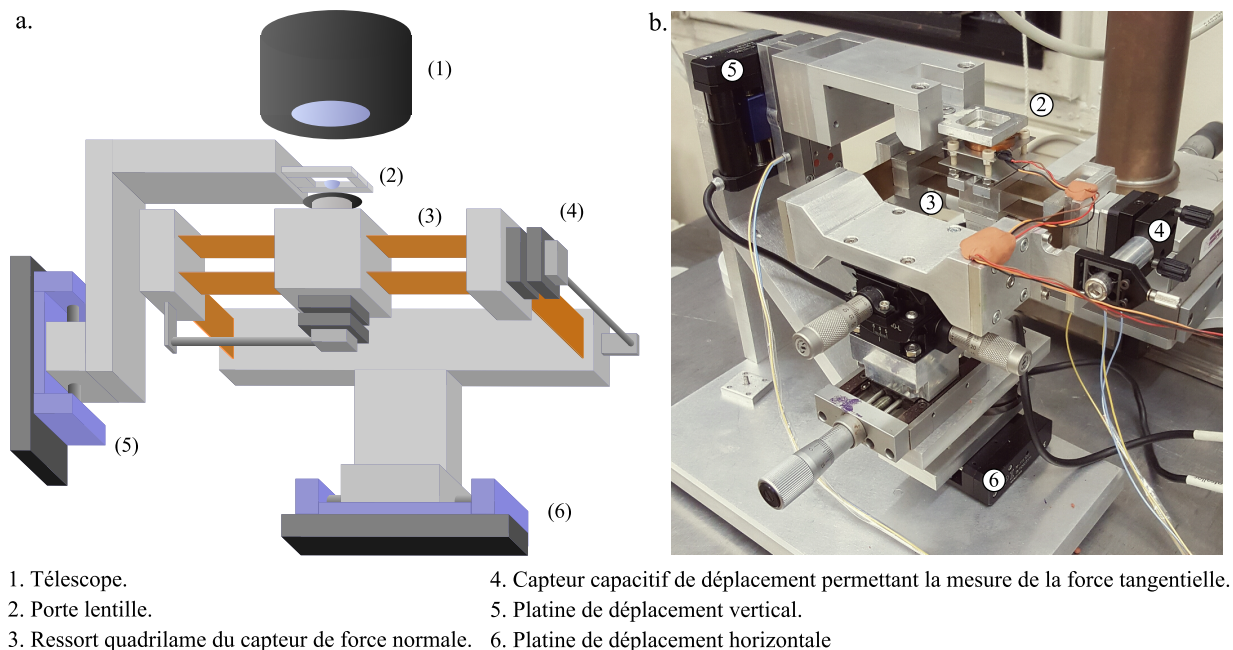 a.
b.
(1)
(2)
(3)
(4)
(5)
(6)
5
2
3
4
6
1. Télescope.
2. Porte lentille.
3. Ressort quadrilame du capteur de force normale.
4. Capteur capacitif de déplacement permettant la mesure de la force tangentielle.
5. Platine de déplacement vertical.
6. Platine de déplacement horizontale